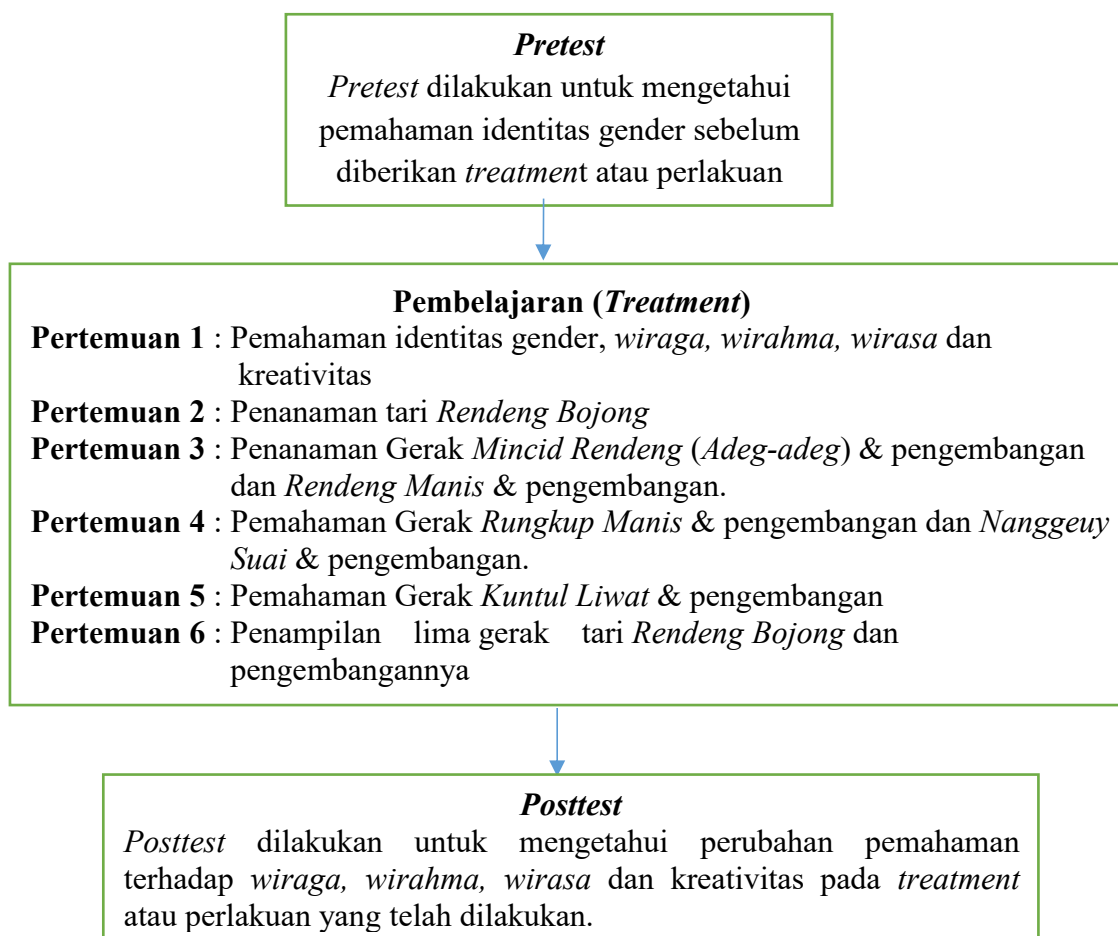 Pretest
Pretest dilakukan untuk mengetahui
pemahaman identitas gender sebelum
diberikan treatment atau perlakuan
Pembelajaran (Treatment)
Pertemuan 1 : Pemahaman identitas gender, wiraga, wirahma, wirasa dan
kreativitas
Pertemuan 2 : Penanaman tari Rendeng Bojong
Pertemuan 3 : Penanaman Gerak Mincid Rendeng (Adeg-adeg) & pengembangan
dan Rendeng Manis & pengembangan.
Pertemuan 4 : Pemahaman Gerak Rungkup Manis & pengembangan dan Nanggeuy
Suai & pengembangan.
Pertemuan 5 : Pemahaman Gerak Kuntul Liwat & pengembangan
Pertemuan 6 : Penampilan lima gerak tari Rendeng Bojong dan
pengembangannya
Posttest
Posttest dilakukan untuk mengetahui perubahan pemahaman
terhadap wiraga, wirahma, wirasa dan kreativitas pada treatment
atau perlakuan yang telah dilakukan.